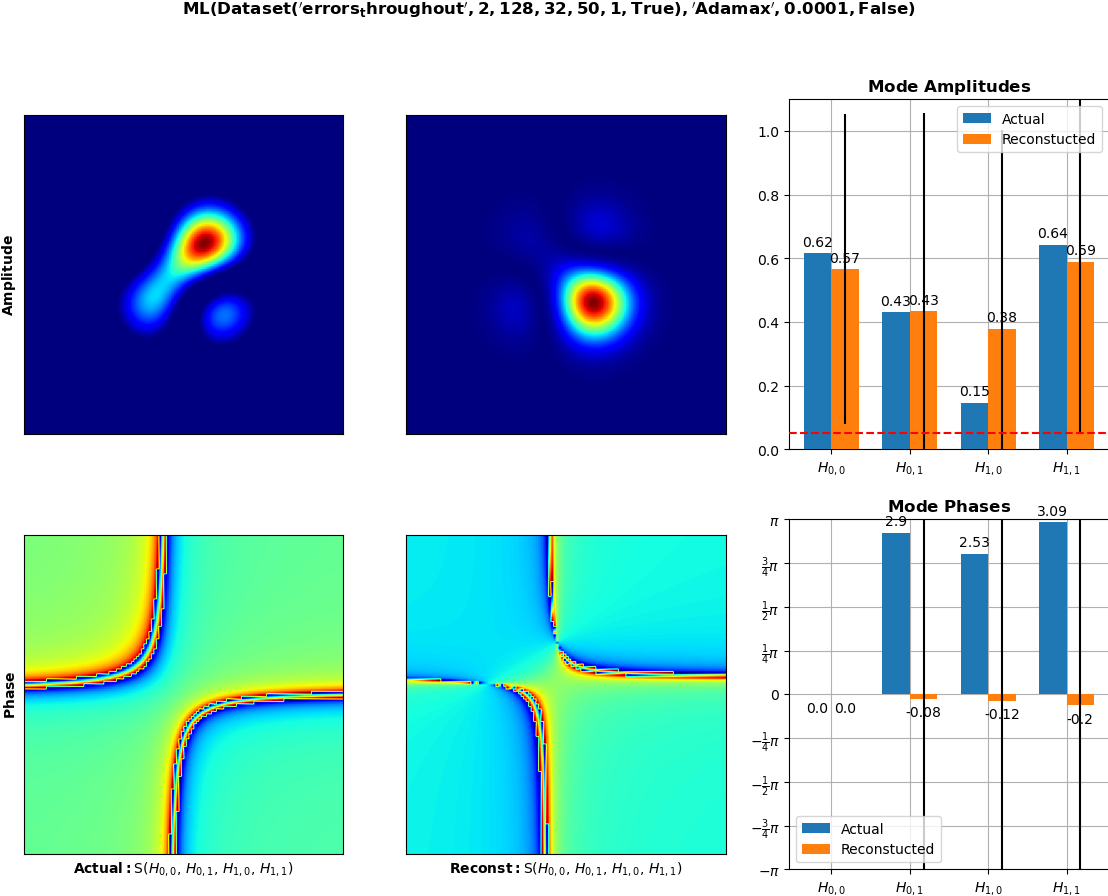 ML(Dataset('errors_throughout', 2, 128, 32, 50, 1, True), 'Adamax', 0.0001, False)
Mode Amplitudes
Actual
Reconstucted
1.0
0.8
0.6
0.4
0.2
0.0
0.62
0.57
0.43
0.43
0.15
0.38
0.64
0.59
H0,0
H0,1
H1,0
H1,1
Amplitude
Mode Phases
π
3/4π
1/2π
1/4π
0
−1/4π
−1/2π
−3/4π
−π
0.0
0.0
2.9
-0.08
2.53
-0.12
3.09
-0.2
Actual
Reconstucted
H0,0
H0,1
H1,0
H1,1
Phase
Actual: S(H0,0, H0,1, H1,0, H1,1)
Reconst: S(H0,0, H0,1, H1,0, H1,1)